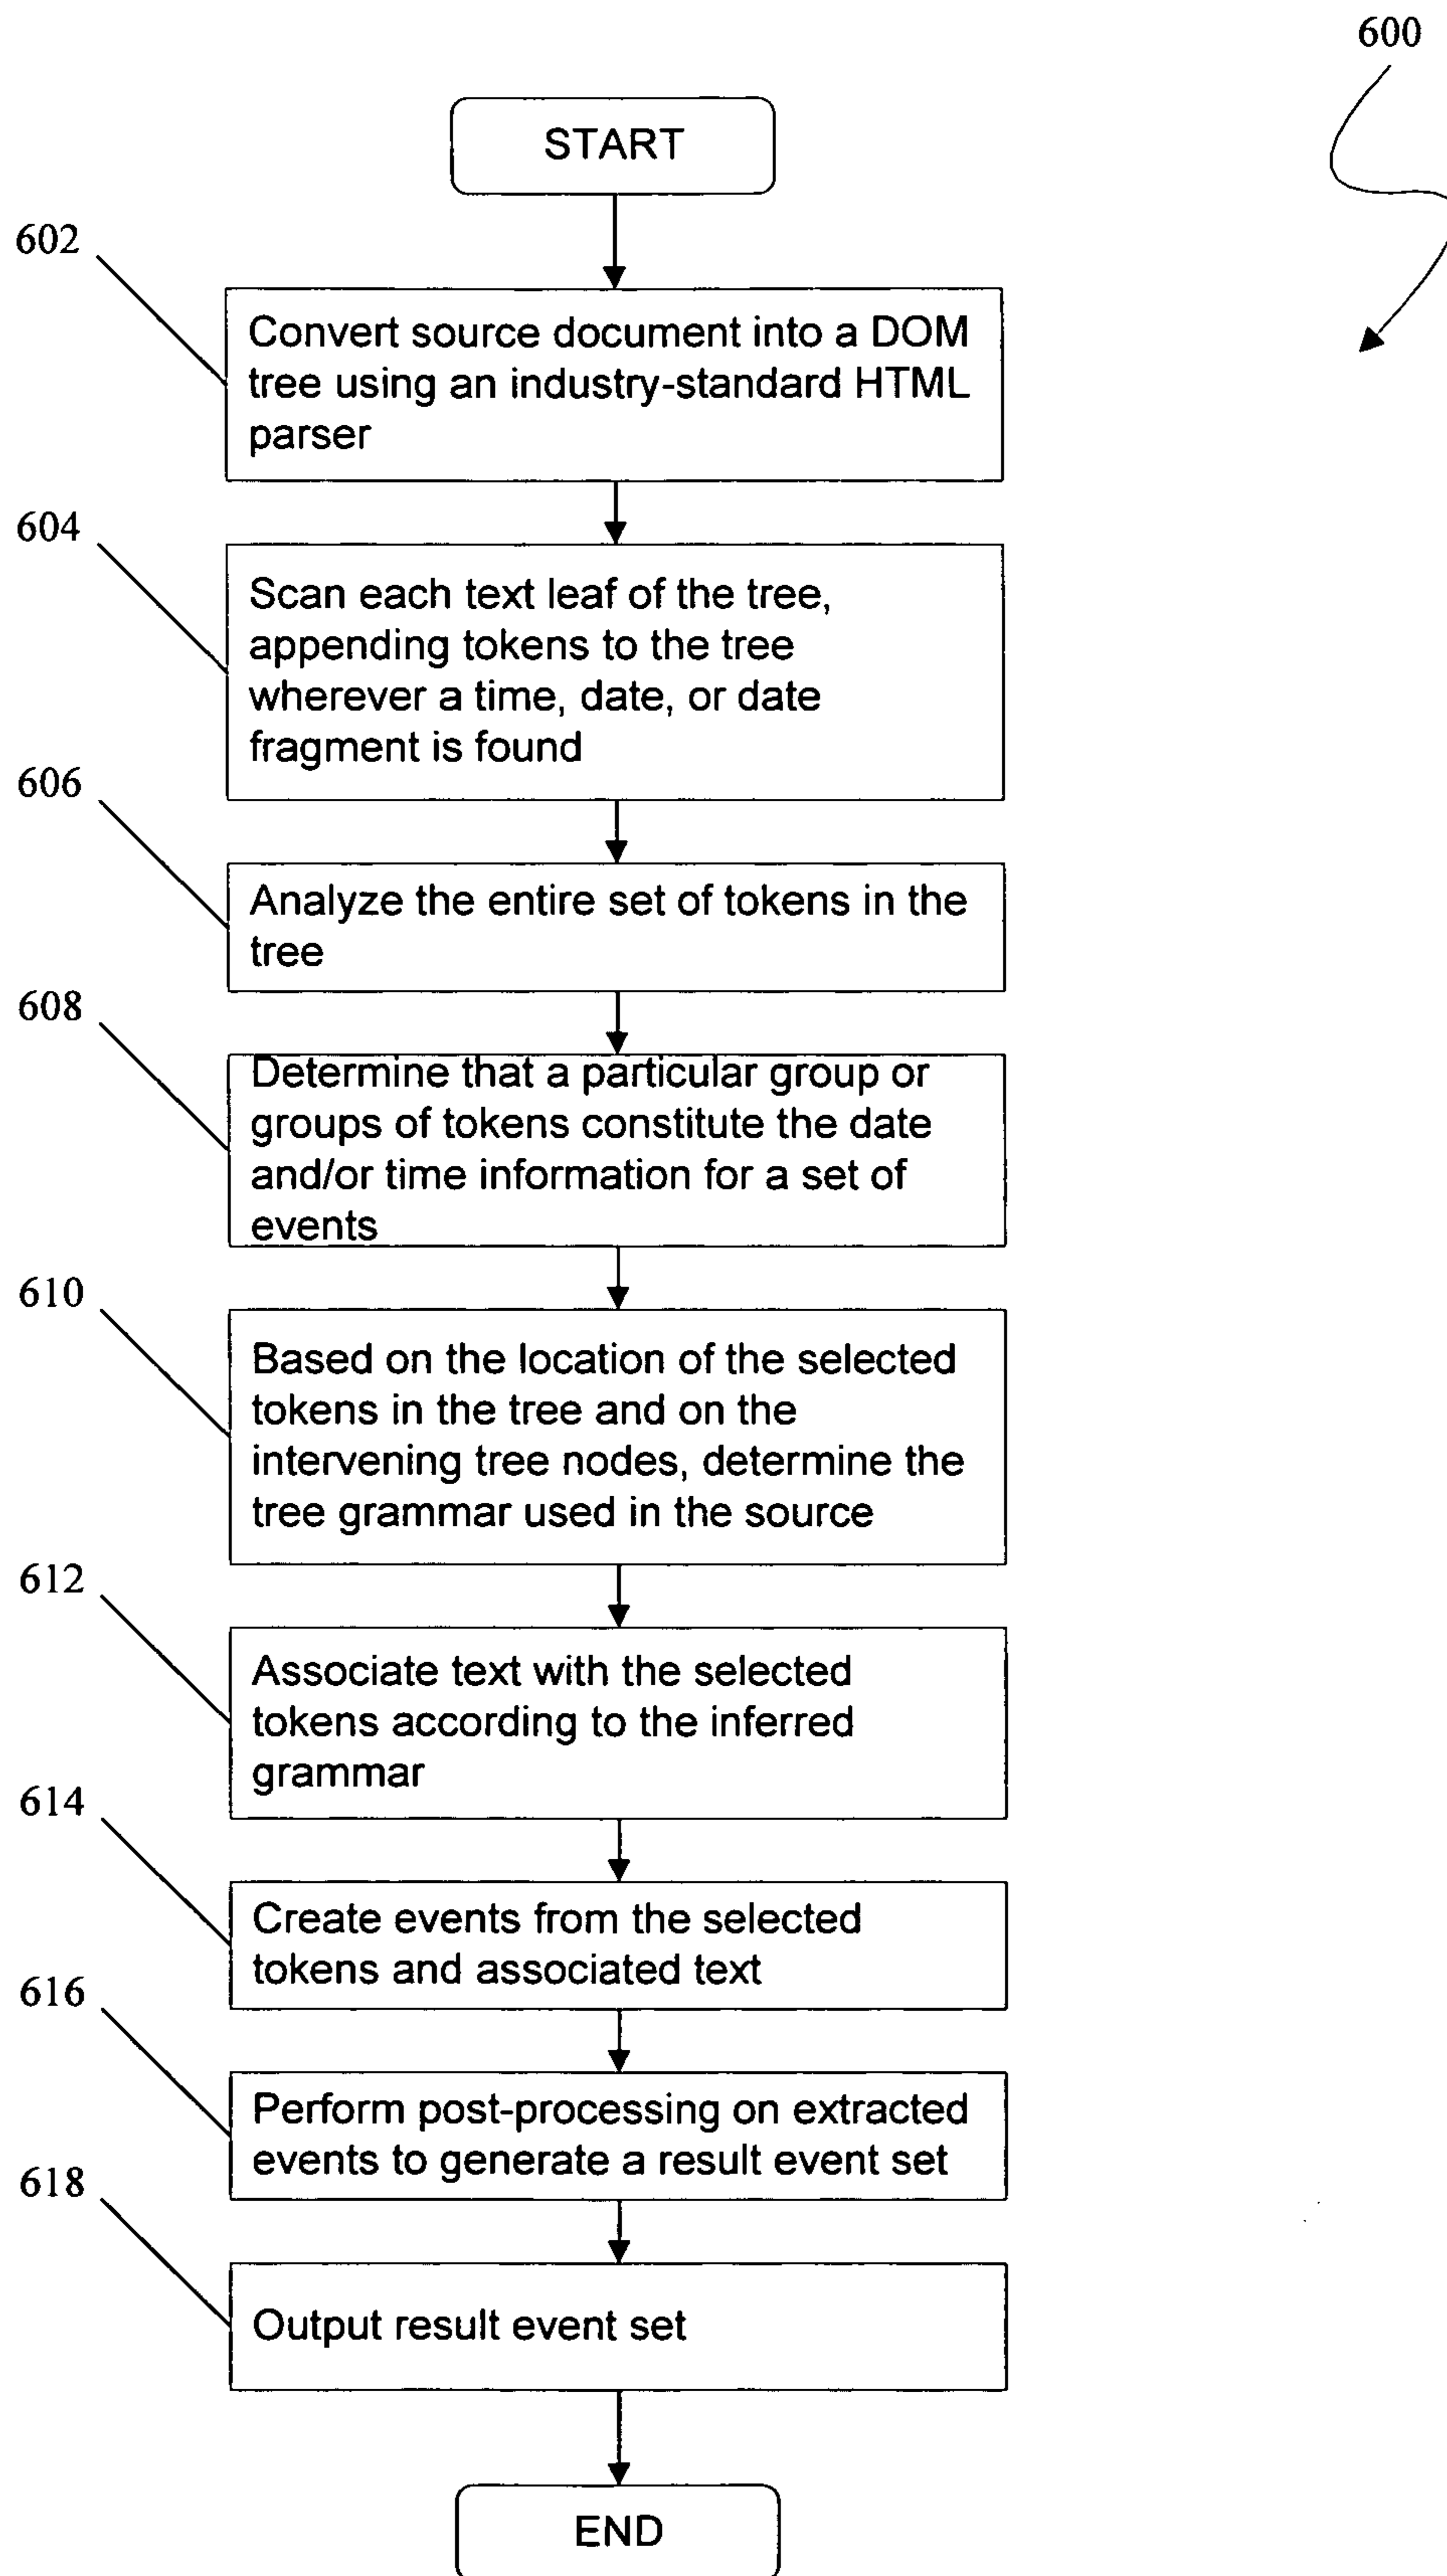 600
START
602
Convert source document into a DOM
tree using an industry-standard HTML
parser
604
Scan each text leaf of the tree,
appending tokens to the tree
wherever a time, date, or date
fragment is found
606
Analyze the entire set of tokens in the
tree
608
Determine that a particular group or
groups of tokens constitute the date
and/or time information for a set of
events
610
Based on the location of the selected
tokens in the tree and on the
intervening tree nodes, determine the
tree grammar used in the source
612
Associate text with the selected
tokens according to the inferred
grammar
614
Create events from the selected
tokens and associated text
616
Perform post-processing on extracted
events to generate a result event set
618
Output result event set
END